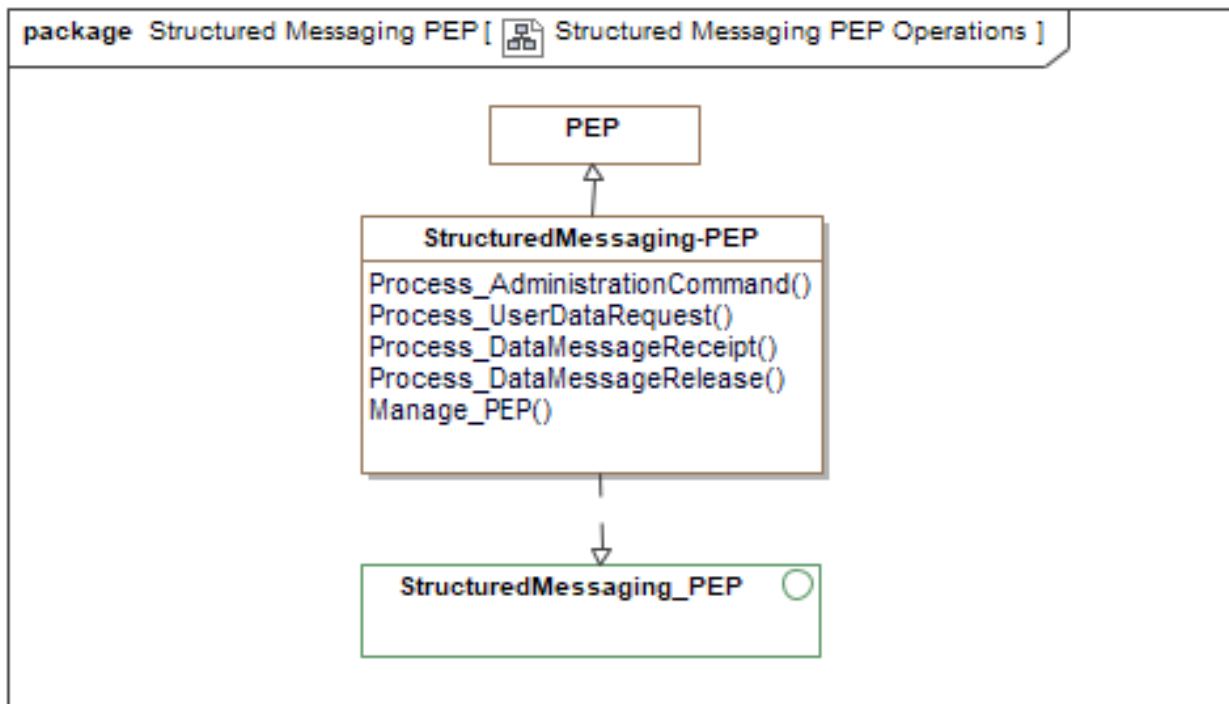 package Structured Messaging PEP [ Structured Messaging PEP Operations ]
PEP
StructuredMessaging-PEP
Process_AdministrationCommand()
Process_UserDataRequest()
Process_DataMessageReceipt()
Process_DataMessageRelease()
Manage_PEP()
StructuredMessaging_PEP